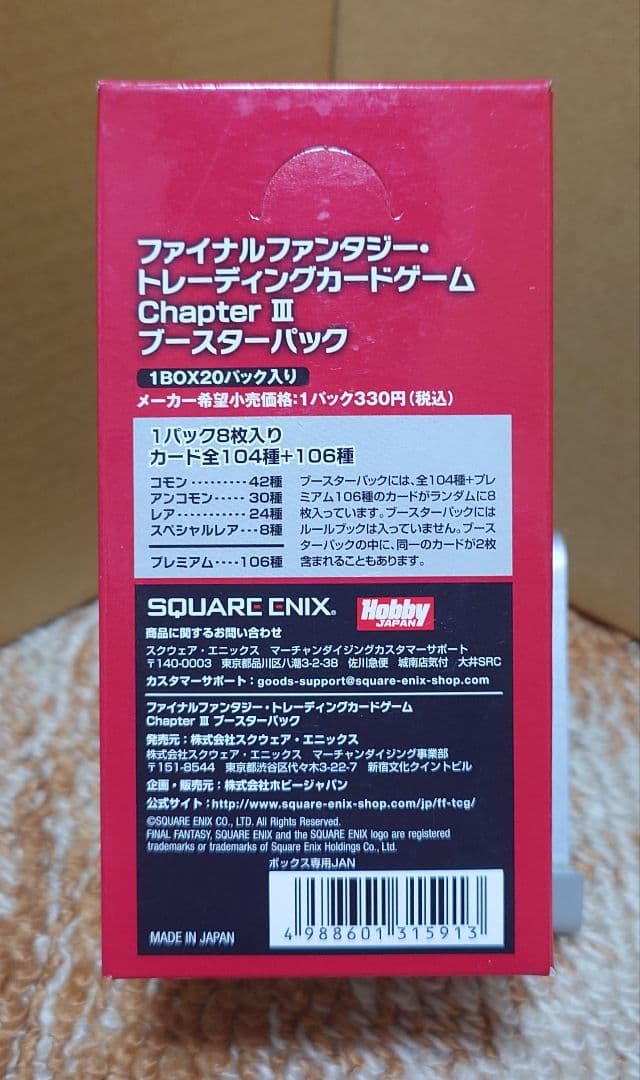 ファイナルファンタジー・
トレーディングカードゲーム
Chapter Ⅲ
ブースターパック
1BOX20パック入り
メーカー希望小売価格:1パック330円(税込)
1パック8枚入り
カード全104種+106種
コモン………42種
アンコモン……30種
レア…………24種
スペシャルレア…8種
プレミアム‥‥106種
ブースターパックには、全104種+プレ
ミアム106種のカードがランダムに8
枚入っています。ブースターパックには
ルールブックは入っていません。ブース
ターパックの中に、同一のカードが2枚
含まれることもあります。
SQUARE ENIX®
Hobby JAPAN
商品に関するお問い合わせ
スクウェア・エニックス マーチャンダイジングカスタマーサポート
〒140-0003 東京都品川区八潮3-2-38 佐川急便 城南店気付 大井SRC
カスタマーサポート:goods-support@square-enix-shop.com
ファイナルファンタジー・トレーディングカードゲーム
Chapter Ⅲ ブースターパック
発売元:株式会社スクウェア・エニックス
株式会社スクウェア・エニックス マーチャンダイジング事業部
〒151-8544 東京都渋谷区代々木3-22-7 新宿文化クイントビル
企画・販売元:株式会社ホビージャパン
公式サイト:http://www.square-enix-shop.com/jp/ff-tcg/
©SQUARE ENIX CO., LTD. All Rights Reserved.
FINAL FANTASY, SQUARE ENIX and the SQUARE ENIX logo are registered
trademarks or trademarks of Square Enix Holdings Co., Ltd.
ボックス専用JAN
MADE IN JAPAN
4 988601 315913